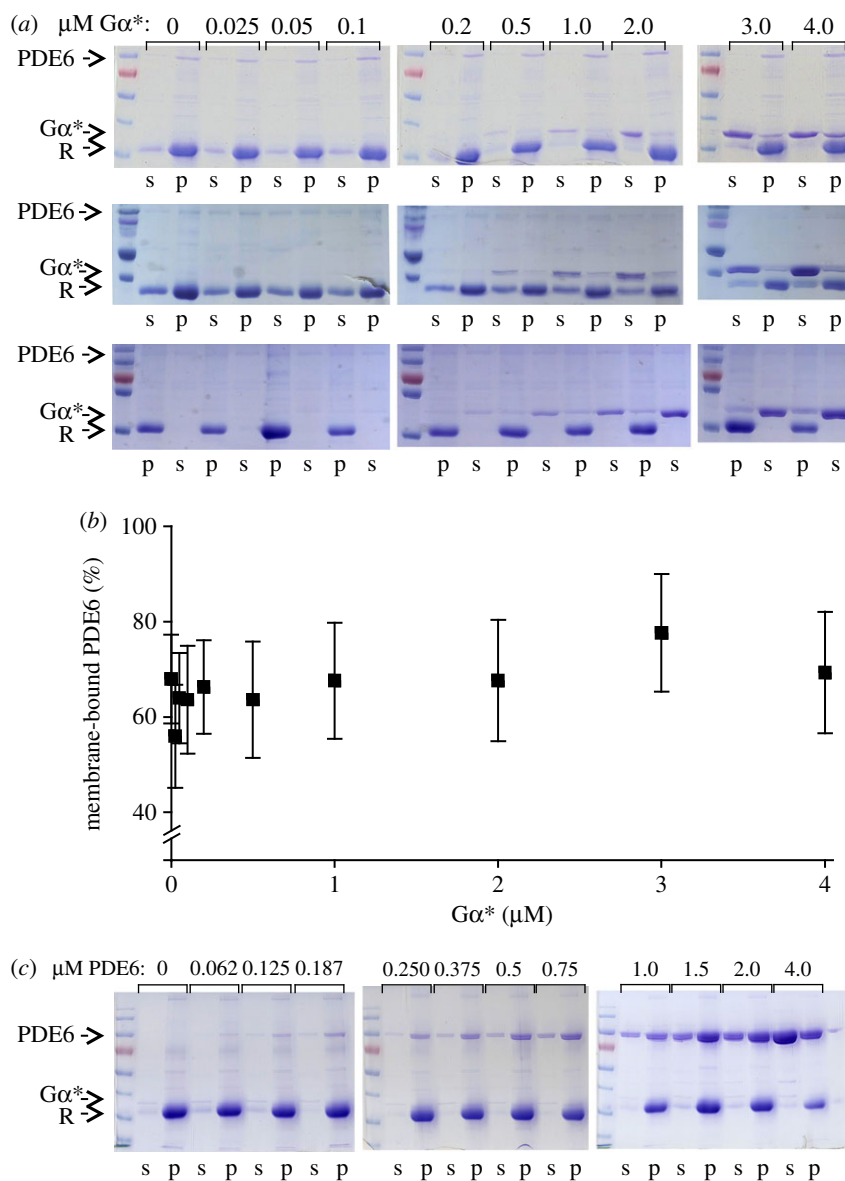 (a) μM Gα*: 0 0.025 0.05 0.1 0.2 0.5 1.0 2.0 3.0 4.0
PDE6
Gα*
R
s p s p s p s p s p s p s p s p s p s p
PDE6
Gα*
R
s p s p s p s p s p s p s p s p s p s p
PDE6
Gα*
R
p s p s p s p s p s p s p s p s p s p s
(b)
membrane-bound PDE6 (%)
100
80
60
40
0 1 2 3 4
Gα* (μM)
(c) μM PDE6: 0 0.062 0.125 0.187 0.250 0.375 0.5 0.75 1.0 1.5 2.0 4.0
PDE6
Gα*
R
s p s p s p s p s p s p s p s p s p s p s p s p